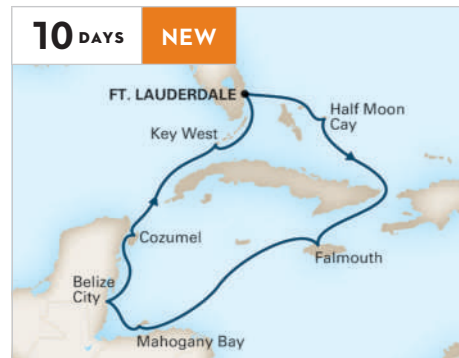 10 DAYS NEW
FT. LAUDERDALE
Half Moon
Cay
Key West
Cozumel
Falmouth
Belize
City
Mahogany Bay